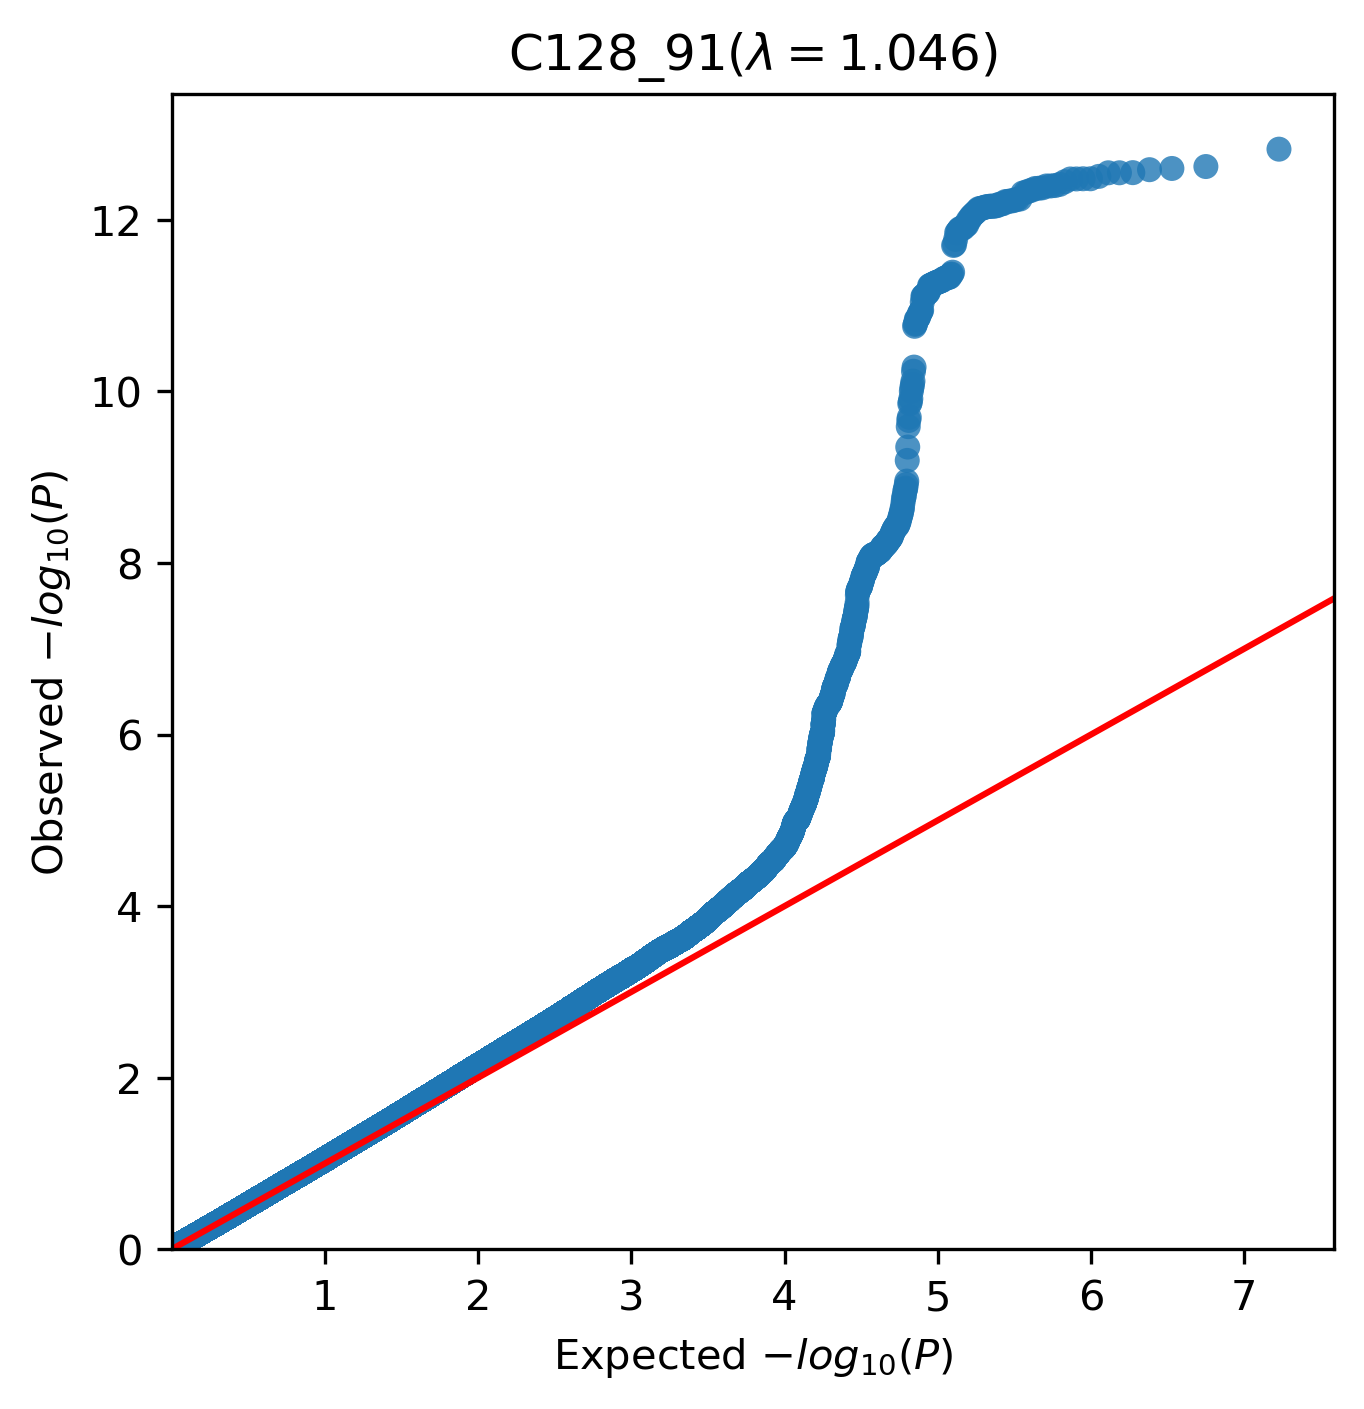 C128_91(λ = 1.046)
12
10
8
6
4
2
0
Observed −log₁₀(P)
1 2 3 4 5 6 7
Expected −log₁₀(P)